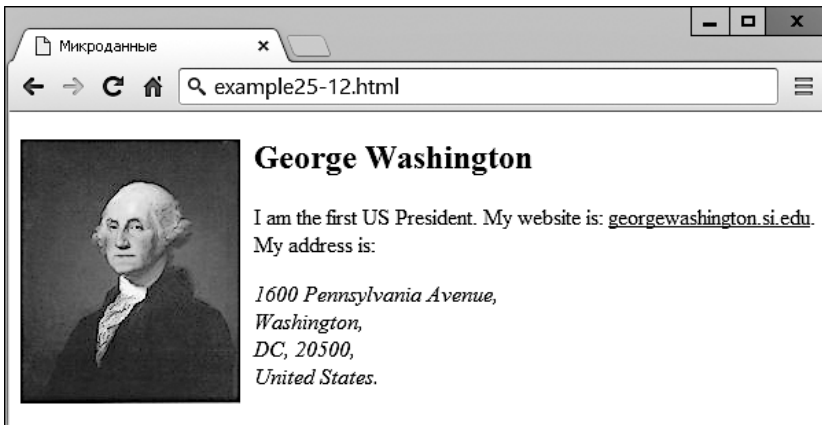 Микроданные
example25-12.html
George Washington
I am the first US President. My website is: georgewashington.si.edu.
My address is:
1600 Pennsylvania Avenue,
Washington,
DC, 20500,
United States.